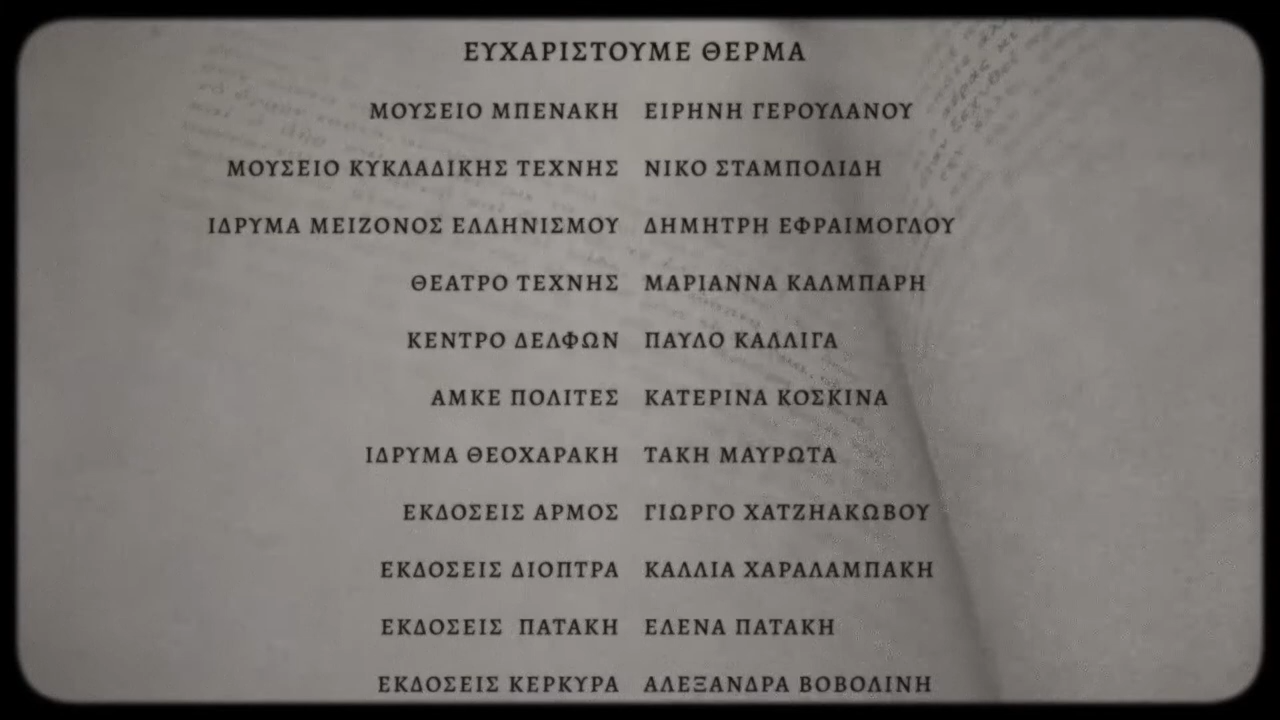 ΕΥΧΑΡΙΣΤΟΥΜΕ ΘΕΡΜΑ
ΜΟΥΣΕΙΟ ΜΠΕΝΑΚΗ ΕΙΡΗΝΗ ΓΕΡΟΥΛΑΝΟΥ
ΜΟΥΣΕΙΟ ΚΥΚΛΑΔΙΚΗΣ ΤΕΧΝΗΣ ΝΙΚΟ ΣΤΑΜΠΟΛΙΔΗ
ΙΔΡΥΜΑ ΜΕΙΖΟΝΟΣ ΕΛΛΗΝΙΣΜΟΥ ΔΗΜΗΤΡΗ ΕΦΡΑΙΜΟΓΛΟΥ
ΘΕΑΤΡΟ ΤΕΧΝΗΣ ΜΑΡΙΑΝΝΑ ΚΑΛΜΠΑΡΗ
ΚΕΝΤΡΟ ΔΕΛΦΩΝ ΠΑΥΛΟ ΚΑΛΛΙΓΑ
ΑΜΚΕ ΠΟΛΙΤΕΣ ΚΑΤΕΡΙΝΑ ΚΟΣΚΙΝΑ
ΙΔΡΥΜΑ ΘΕΟΧΑΡΑΚΗ ΤΑΚΗ ΜΑΥΡΩΤΑ
ΕΚΔΟΣΕΙΣ ΑΡΜΟΣ ΓΙΩΡΓΟ ΧΑΤΖΗΑΚΩΒΟΥ
ΕΚΔΟΣΕΙΣ ΔΙΟΠΤΡΑ ΚΑΛΛΙΑ ΧΑΡΑΛΑΜΠΑΚΗ
ΕΚΔΟΣΕΙΣ ΠΑΤΑΚΗ ΕΛΕΝΑ ΠΑΤΑΚΗ
ΕΚΔΟΣΕΙΣ ΚΕΡΚΥΡΑ ΑΛΕΞΑΝΔΡΑ ΒΟΒΟΛΙΝΗ